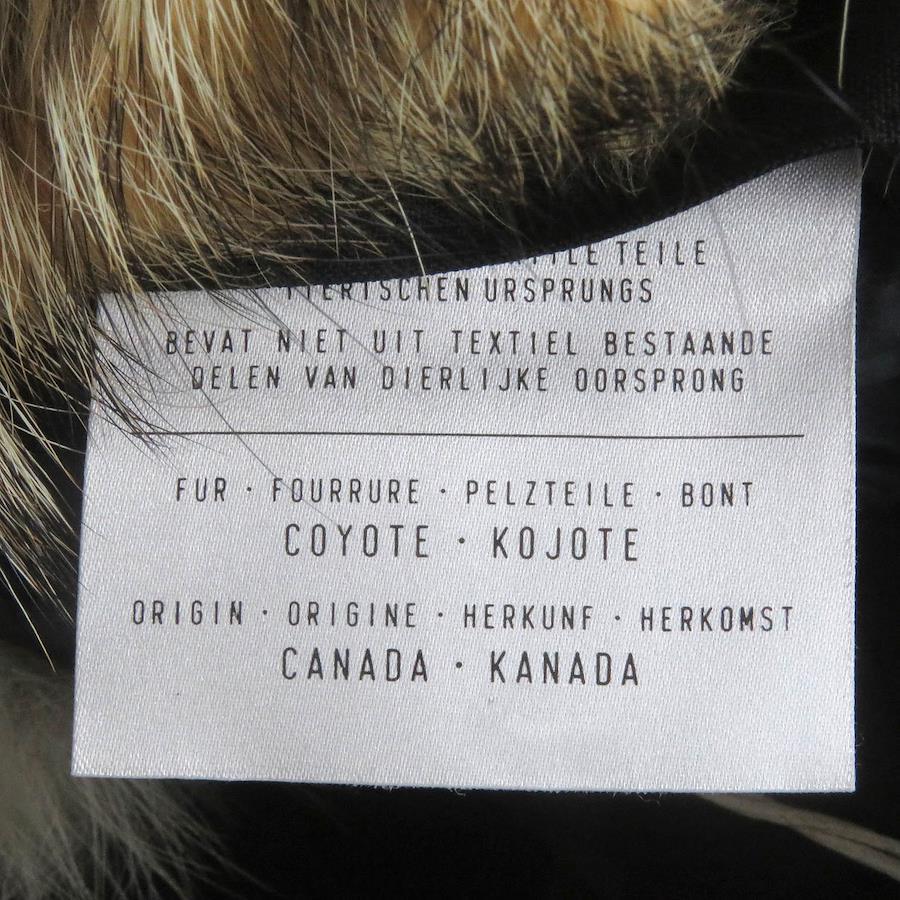 TEILE
TIERISCHEN URSPRUNGS
BEVAT NIET UIT TEXTIEL BESTAANDE
DELEN VAN DIERLIJKE OORSPRONG
FUR · FOURRURE · PELZTEILE · BONT
COYOTE · KOJOTE
ORIGIN · ORIGINE · HERKUNF · HERKOMST
CANADA · KANADA